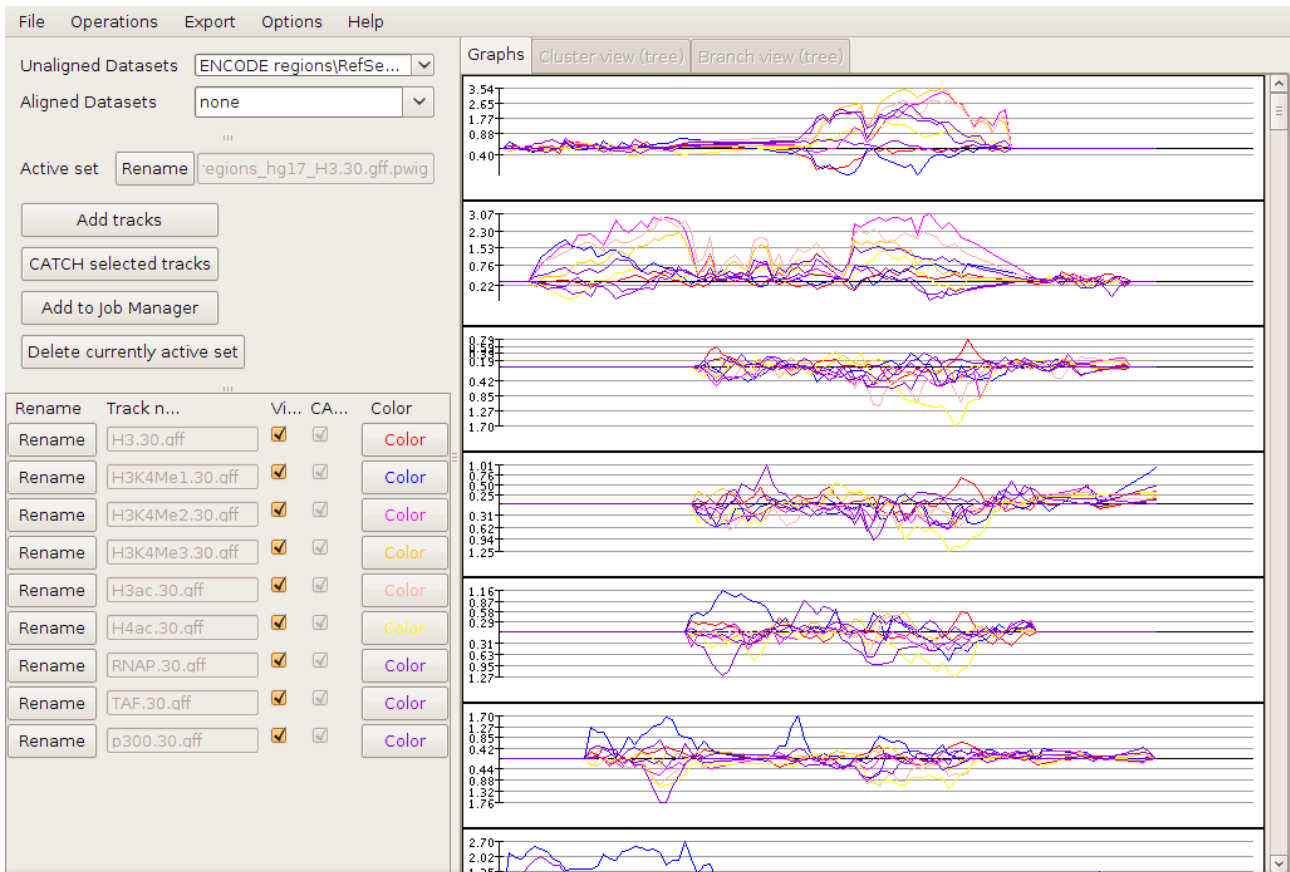 File Operations Export Options Help
Unaligned Datasets ENCODE regions\RefSe...
Aligned Datasets none
Active set Rename regions_hg17_H3.30.gff.pwig
Add tracks
CATCH selected tracks
Add to Job Manager
Delete currently active set
Rename Track n... Vi... CA... Color
Rename H3.30.gff Color
Rename H3K4Me1.30.gff Color
Rename H3K4Me2.30.gff Color
Rename H3K4Me3.30.gff Color
Rename H3ac.30.gff Color
Rename H4ac.30.gff Color
Rename RNAP.30.gff Color
Rename TAF.30.gff Color
Rename p300.30.gff Color
Graphs Cluster view (tree) Branch view (tree)
3.54
2.65
1.77
0.88
0.40
3.07
2.30
1.53
0.76
0.22
0.19
0.42
0.85
1.27
1.70
1.01
0.76
0.50
0.25
0.31
0.62
0.94
1.25
1.16
0.87
0.58
0.29
0.31
0.63
0.95
1.27
1.70
1.27
0.85
0.42
0.44
0.88
1.32
1.76
2.70
2.02